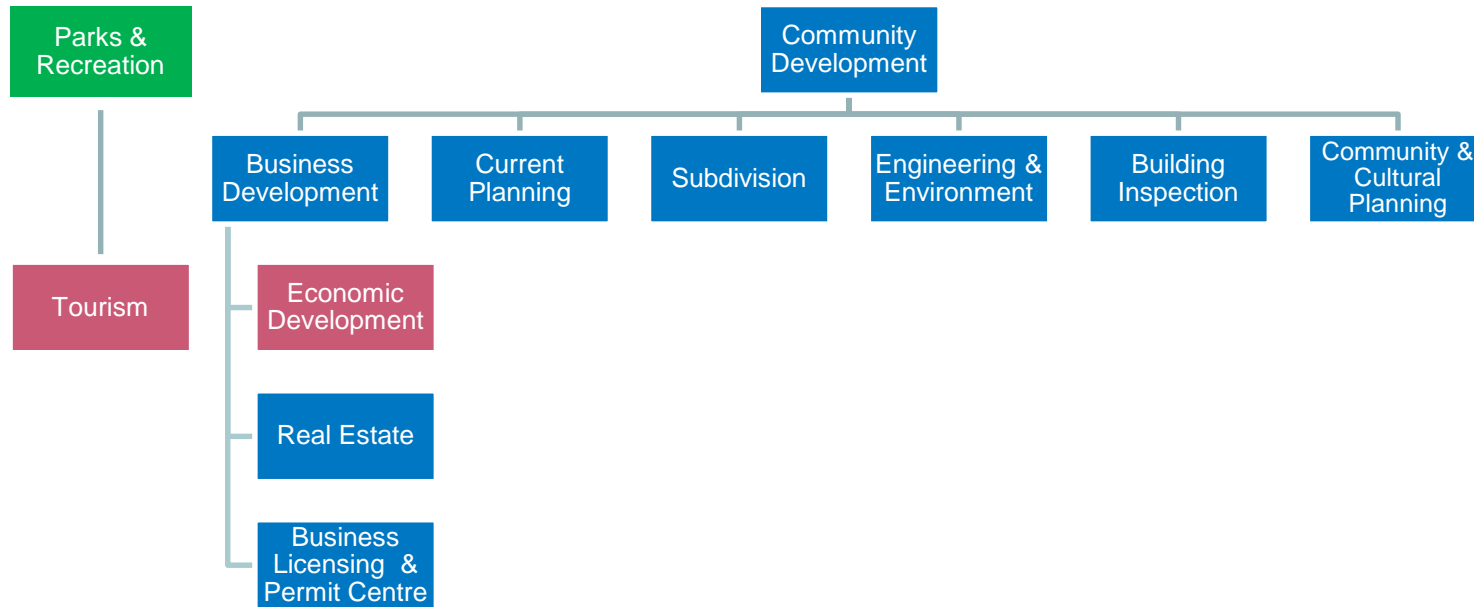 Parks &
Recreation
Community
Development
Business
Development
Current
Planning
Subdivision
Engineering &
Environment
Building
Inspection
Community &
Cultural
Planning
Tourism
Economic
Development
Real Estate
Business
Licensing &
Permit Centre